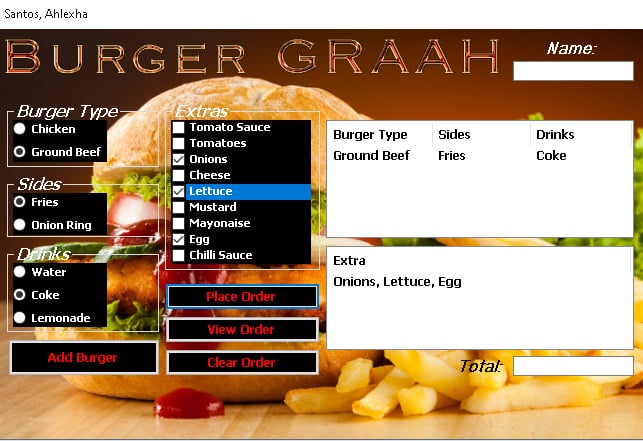 Santos, Ahlexha
BURGER GRAAH
Name:
Burger Type
Chicken
Ground Beef
Sides
Fries
Onion Ring
Drinks
Water
Coke
Lemonade
Add Burger
Extras
Tomato Sauce
Tomatoes
Onions
Cheese
Lettuce
Mustard
Mayonaise
Egg
Chilli Sauce
Place Order
View Order
Clear Order
Burger Type Sides Drinks
Ground Beef Fries Coke
Extra
Onions, Lettuce, Egg
Total: